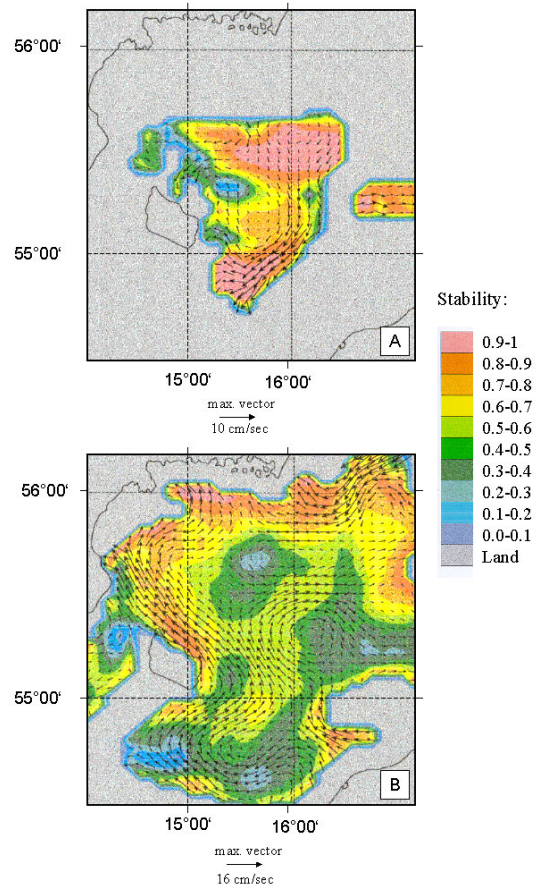 56°00'
55°00'
A
15°00'
16°00'
max. vector
10 cm/sec
Stability:
0.9-1
0.8-0.9
0.7-0.8
0.6-0.7
0.5-0.6
0.4-0.5
0.3-0.4
0.2-0.3
0.1-0.2
0.0-0.1
Land
56°00'
55°00'
B
15°00'
16°00'
max. vector
16 cm/sec